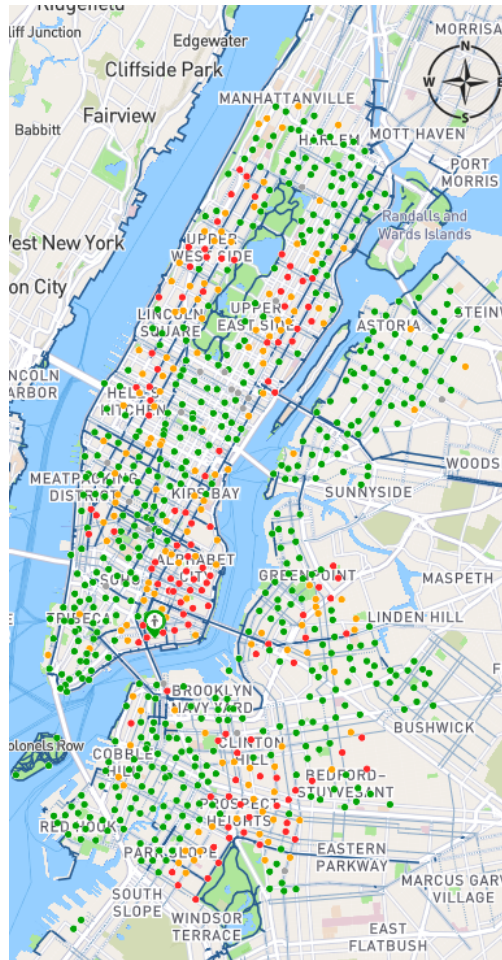 Ridgefield
MORRISA
liff Junction
Edgewater
N
Cliffside Park
W
E
MANHATTANVILLE
S
Fairview
Babbitt
HARLEM
MOTT HAVEN
PORT
MORRIS
Randalls and
Wards Islands
Vest New York
UPPER
WEST SIDE
on City
UPPER
EAST SIDE
LINCOLN
SQUARE
ASTORIA
STEINV
NCOLN
ARBOR
HELL'S
KITCHEN
WOODS
MEATPACKING
DISTRICT
KIPS BAY
SUNNYSIDE
ALPHABET
CITY
SOHO
GREENPOINT
MASPETH
TRIBECA
LINDEN HILL
BROOKLYN
NAVY YARD
BUSHWICK
Colonels Row
COBBLE
HILL
CLINTON
HILL
BEDFORD-
STUYVESANT
RED HOOK
PROSPECT
HEIGHTS
PARK SLOPE
EASTERN
PARKWAY
MARCUS GARV
VILLAGE
SOUTH
SLOPE
WINDSOR
TERRACE
EAST
FLATBUSH